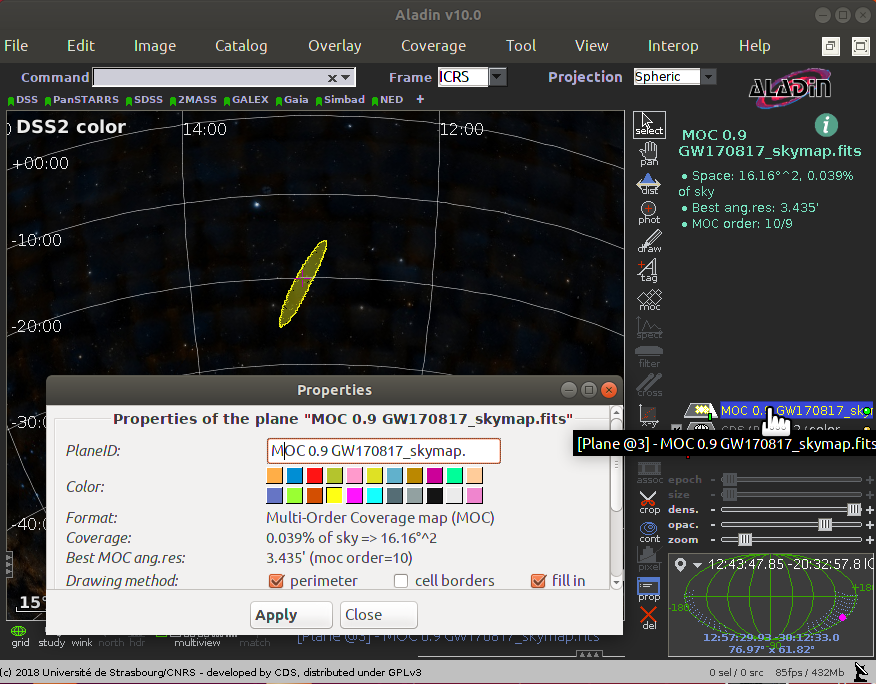 Aladin v10.0
File Edit Image Catalog Overlay Coverage Tool View Interop Help
Command Frame ICRS Projection Spheric
ALADIN
DSS PanSTARRS SDSS 2MASS GALEX Gaia Simbad NED +
DSS2 color
14:00 12:00
+00:00
-10:00
-20:00
-30:00
-40:00
15°
select
pan
dist
phot
draw
tag
moc
spect
filter
cross
assoc
crop
cont
pixel
prop
del
MOC 0.9
GW170817_skymap.fits
• Space: 16.16°^2, 0.039%
of sky
• Best ang.res: 3.435'
• MOC order: 10/9
MOC 0.9 GW170817_sky
[Plane @3] - MOC 0.9 GW170817_skymap.fits
epoch
size
dens.
opac.
zoom
12:43:47.85 -20:32:57.8
-180 +180
-90
12:57:29.93 -30:12:33.0
76.97° x 61.82°
Properties
Properties of the plane "MOC 0.9 GW170817_skymap.fits"
PlaneID: MOC 0.9 GW170817_skymap.
Color:
Format: Multi-Order Coverage map (MOC)
Coverage: 0.039% of sky => 16.16°^2
Best MOC ang.res: 3.435' (moc order=10)
Drawing method: perimeter cell borders fill in
Apply Close
grid study wink north hdr multiview match
[Plane @3] - MOC 0.9 GW170817_skymap.fits
(c) 2018 Université de Strasbourg/CNRS - developed by CDS, distributed under GPLv3 0 sel / 0 src 85fps / 432Mb